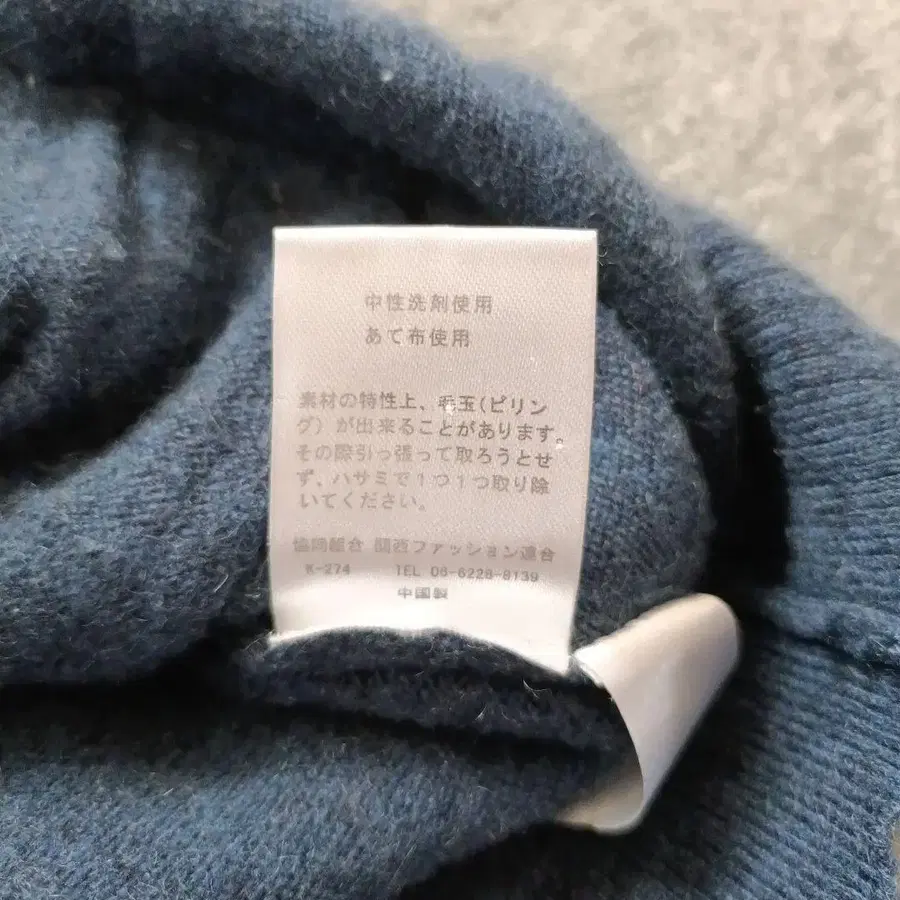 中性洗剤使用
あて布使用
素材の特性上、毛玉(ピリン
グ)が出来ることがあります。
その際引っ張って取ろうとせ
ず、ハサミで1つ1つ取り除
いてください。
協同組合 関西ファッション連合
K-274 TEL 06-6228-8139
中国製